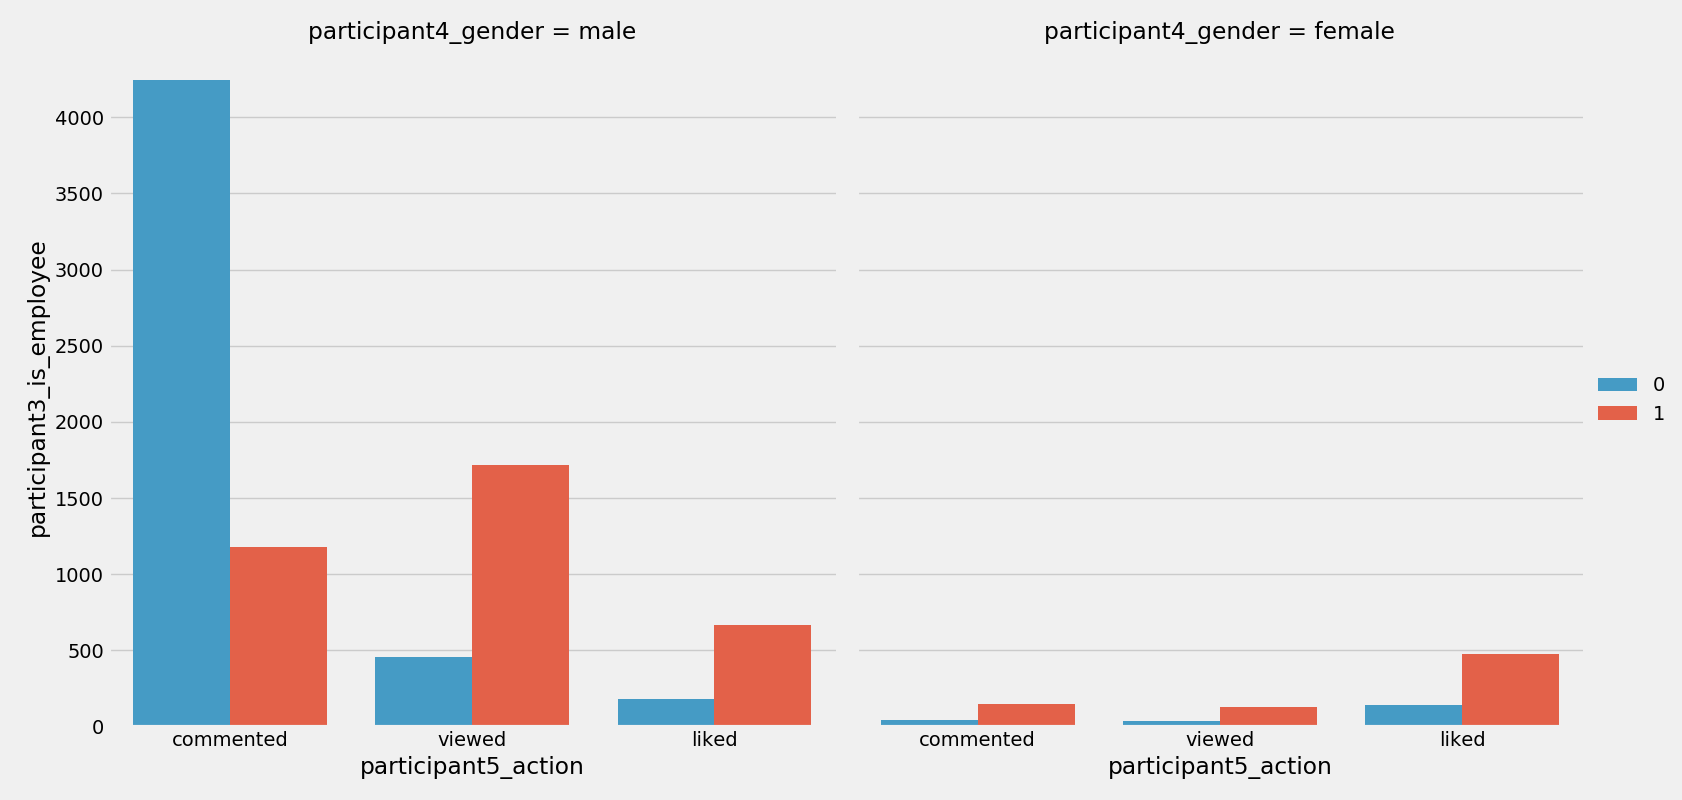 participant4_gender = male
participant4_gender = female
participant3_is_employee
4000
3500
3000
2500
2000
1500
1000
500
0
commented viewed liked
commented viewed liked
participant5_action
participant5_action
0
1